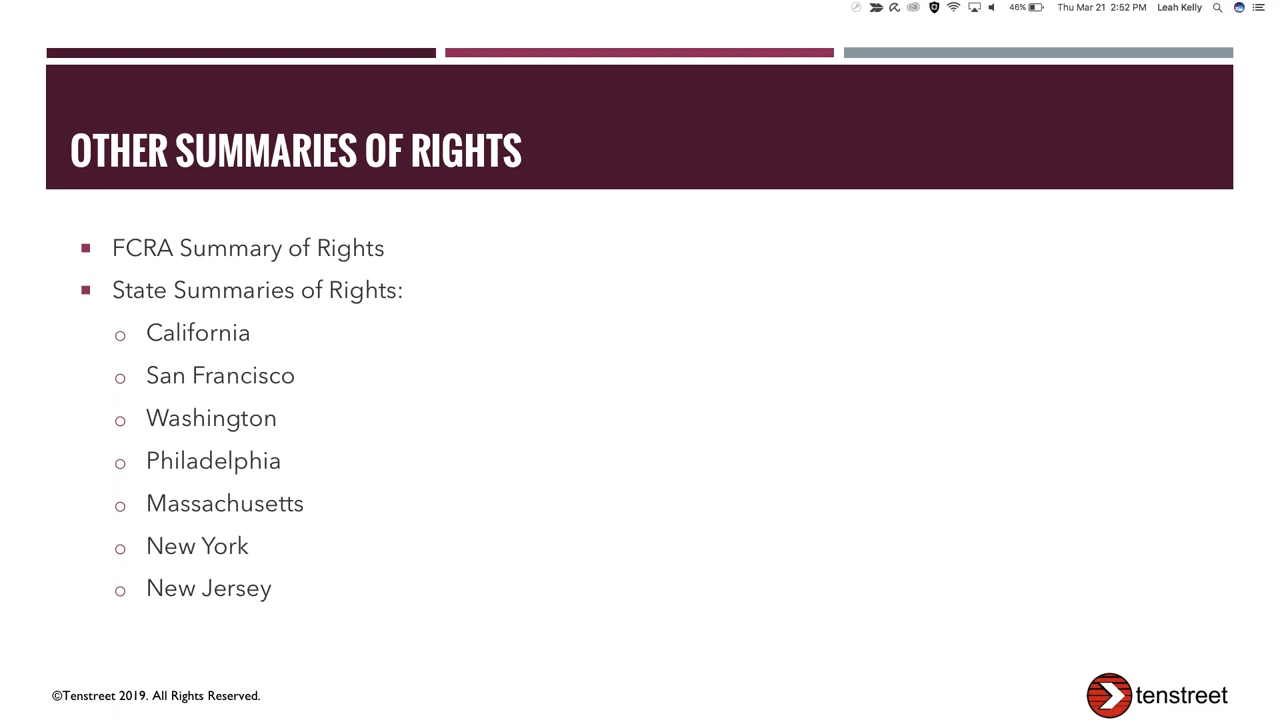 46% Thu Mar 21 2:52 PM Leah Kelly
OTHER SUMMARIES OF RIGHTS
FCRA Summary of Rights
State Summaries of Rights:
California
San Francisco
Washington
Philadelphia
Massachusetts
New York
New Jersey
©Tenstreet 2019. All Rights Reserved.
tenstreet